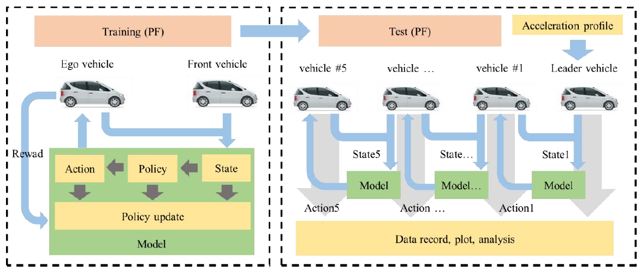 Training (PF)
Ego vehicle
Front vehicle
Rewad
Action
Policy
State
Policy update
Model
Test (PF)
Acceleration profile
vehicle #5
vehicle …
vehicle #1
Leader vehicle
State5
State…
State1
Model
Model…
Model
Action5
Action …
Action1
Data record, plot, analysis